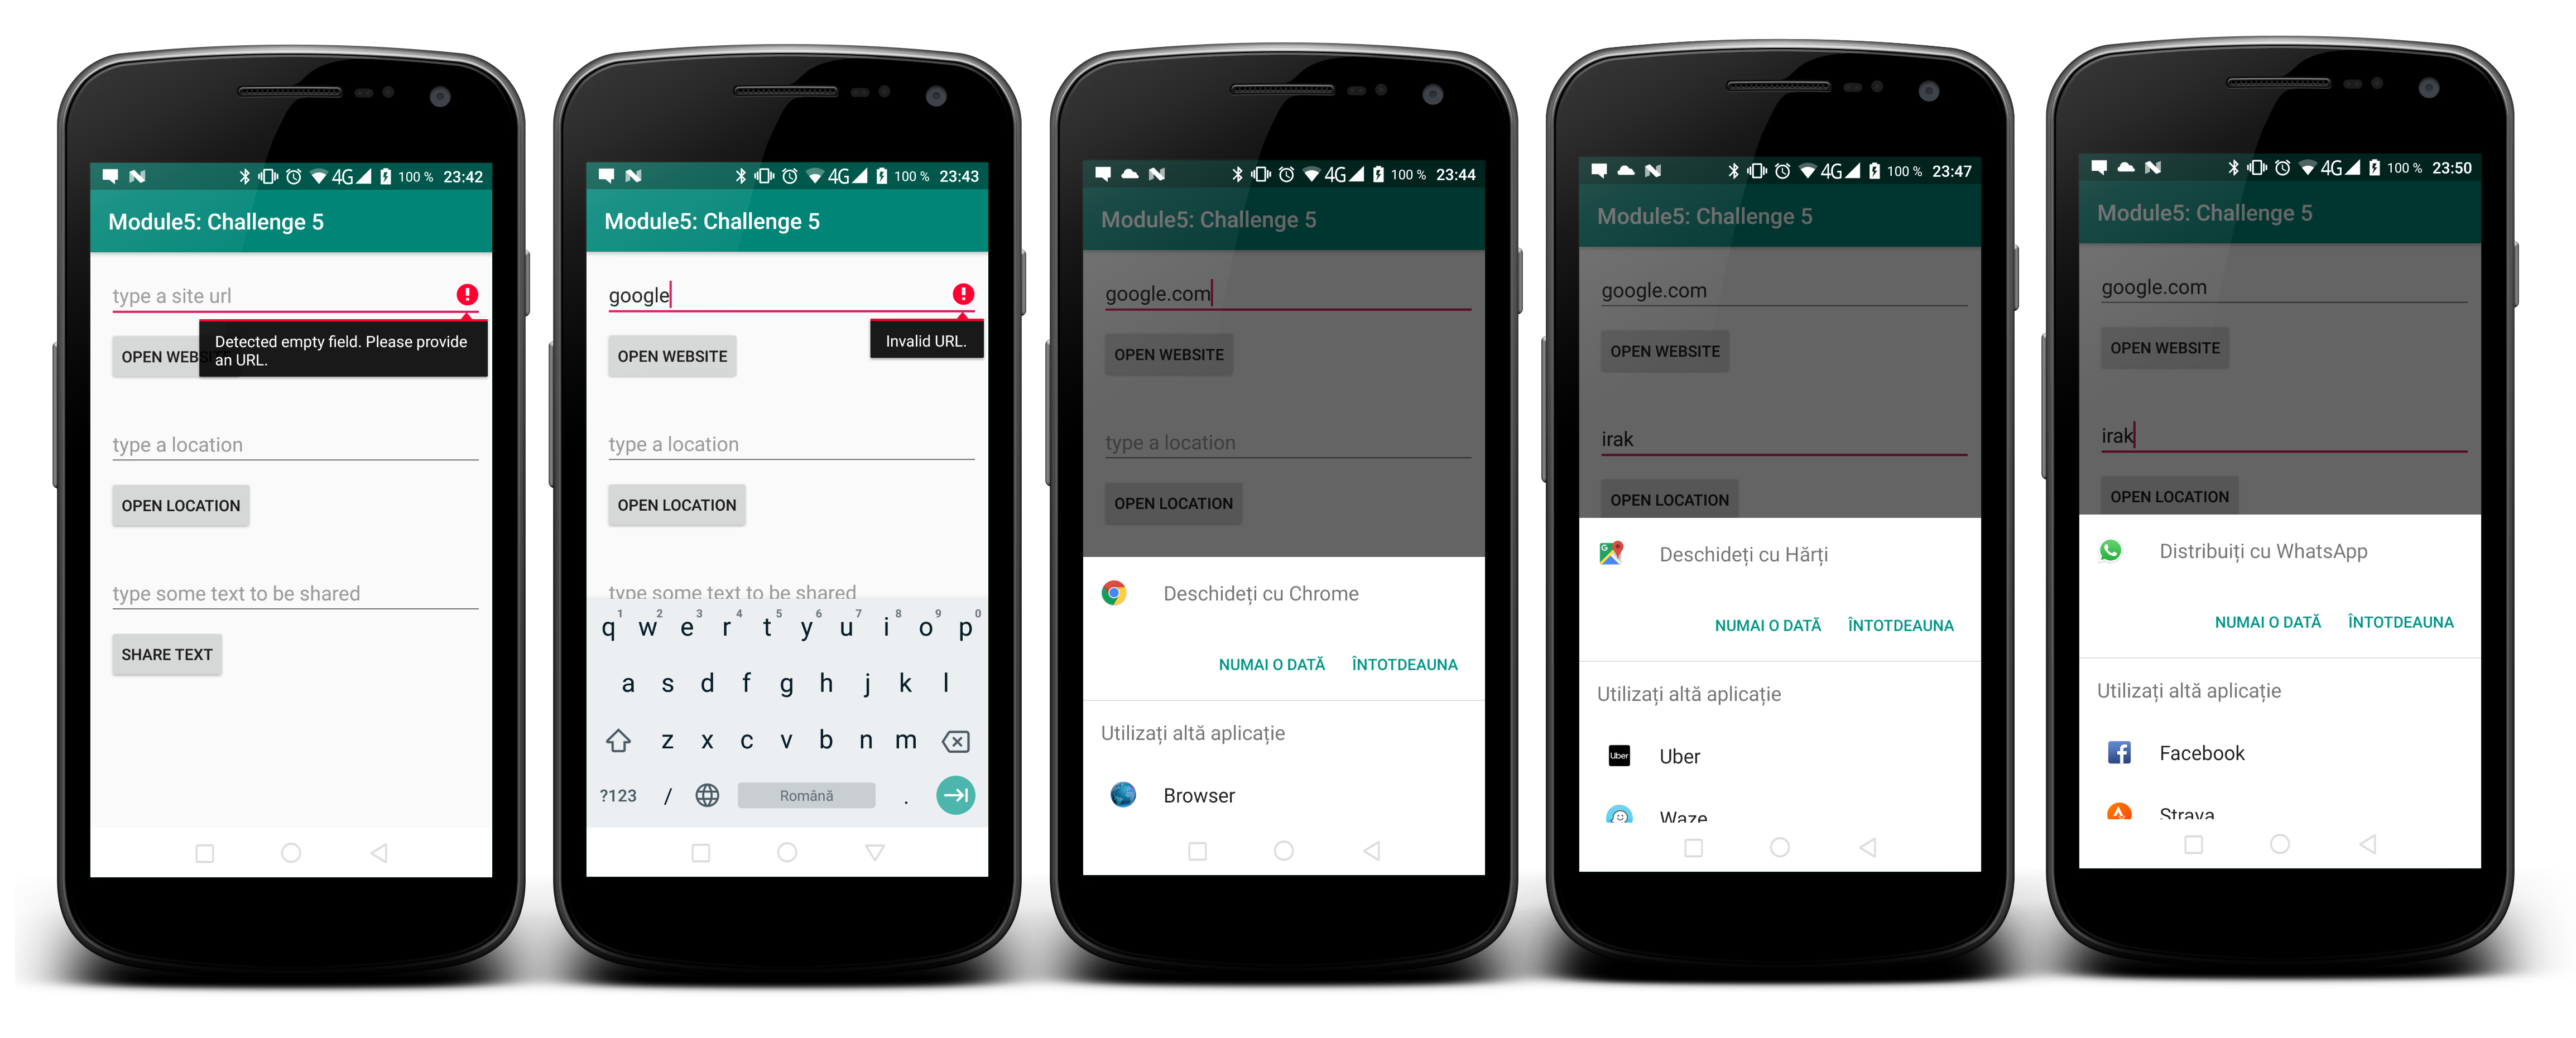 4G 100 % 23:42
Module5: Challenge 5
type a site url
Detected empty field. Please provide
an URL.
OPEN WEBSITE
type a location
OPEN LOCATION
type some text to be shared
SHARE TEXT
4G 100 % 23:43
Module5: Challenge 5
google
Invalid URL.
OPEN WEBSITE
type a location
OPEN LOCATION
type some text to be shared
1 2 3 4 5 6 7 8 9 0
q w e r t y u i o p
a s d f g h j k l
z x c v b n m
?123 / Română .
4G 100 % 23:44
Module5: Challenge 5
google.com
OPEN WEBSITE
type a location
OPEN LOCATION
Deschideți cu Chrome
NUMAI O DATĂ ÎNTOTDEAUNA
Utilizați altă aplicație
Browser
4G 100 % 23:47
Module5: Challenge 5
google.com
OPEN WEBSITE
irak
OPEN LOCATION
G
Deschideți cu Hărți
NUMAI O DATĂ ÎNTOTDEAUNA
Utilizați altă aplicație
Uber
Uber
Waze
4G 100 % 23:50
Module5: Challenge 5
google.com
OPEN WEBSITE
irak
OPEN LOCATION
Distribuiți cu WhatsApp
NUMAI O DATĂ ÎNTOTDEAUNA
Utilizați altă aplicație
Facebook
Strava